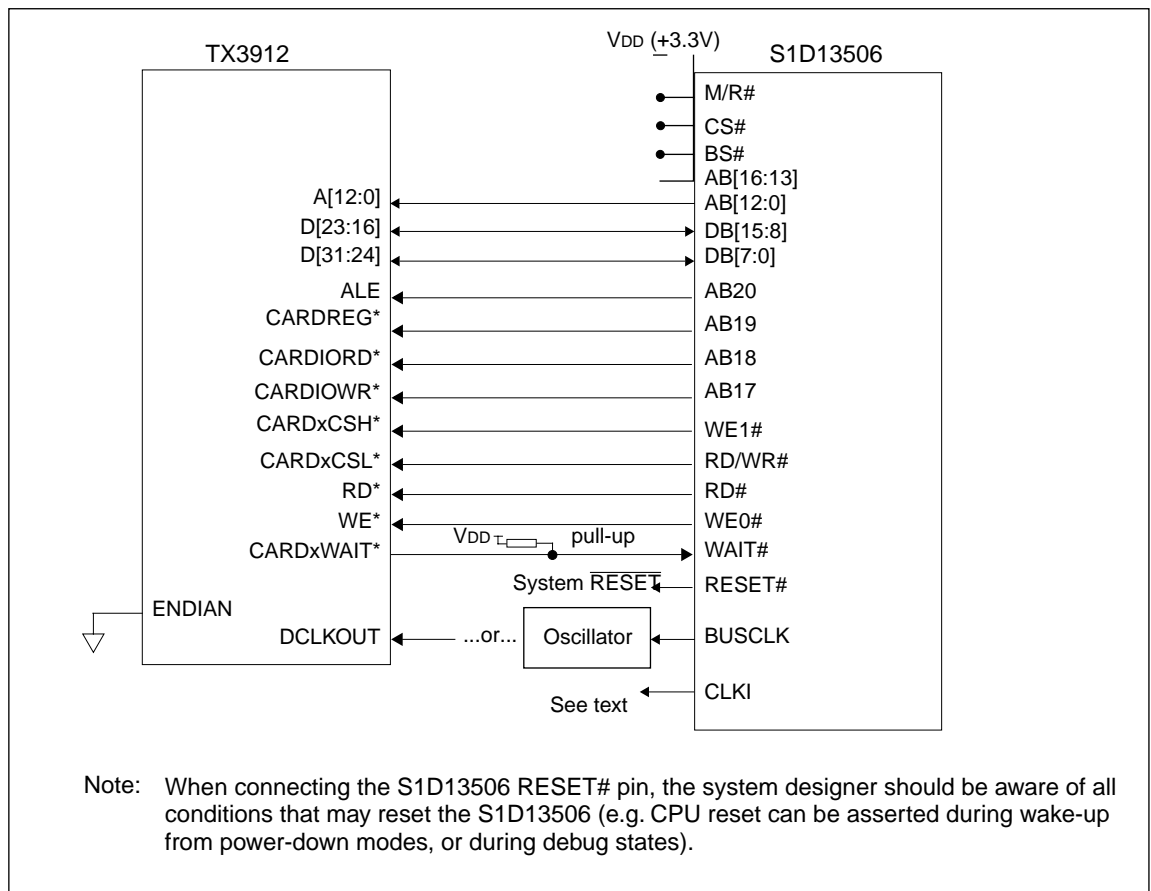 VDD (+3.3V)
TX3912
S1D13506
M/R#
CS#
BS#
AB[16:13]
A[12:0]
AB[12:0]
D[23:16]
DB[15:8]
D[31:24]
DB[7:0]
ALE
AB20
CARDREG*
AB19
CARDIORD*
AB18
CARDIOWR*
AB17
CARDxCSH*
WE1#
CARDxCSL*
RD/WR#
RD*
RD#
WE*
WE0#
VDD
pull-up
CARDxWAIT*
WAIT#
System RESET
RESET#
ENDIAN
DCLKOUT
...or...
Oscillator
BUSCLK
See text
CLKI
Note: When connecting the S1D13506 RESET# pin, the system designer should be aware of all
conditions that may reset the S1D13506 (e.g. CPU reset can be asserted during wake-up
from power-down modes, or during debug states).